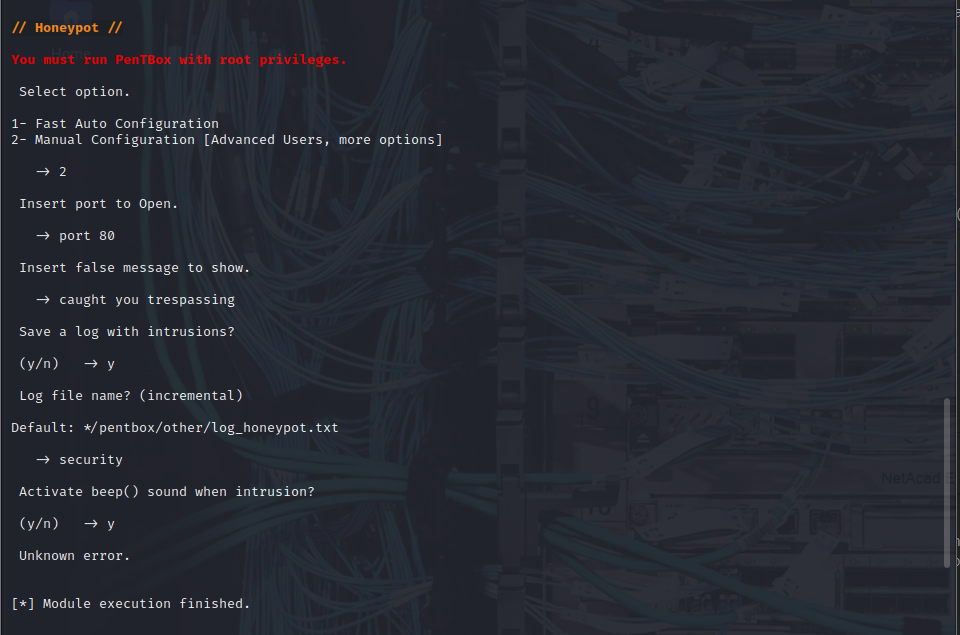 // Honeypot //
Home
You must run PenTBox with root privileges.
Select option.
1- Fast Auto Configuration
2- Manual Configuration [Advanced Users, more options]
→ 2
Insert port to Open.
→ port 80
Insert false message to show.
→ caught you trespassing
Save a log with intrusions?
(y/n) → y
Log file name? (incremental)
Default: */pentbox/other/log_honeypot.txt
→ security
NetAcad
Activate beep() sound when intrusion?
(y/n) → y
Unknown error.
[*] Module execution finished.